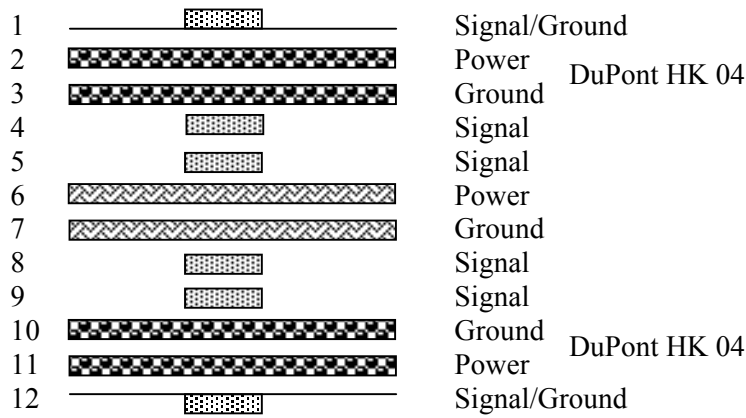 1 Signal/Ground
2 Power
DuPont HK 04
3 Ground
4 Signal
5 Signal
6 Power
7 Ground
8 Signal
9 Signal
10 Ground
DuPont HK 04
11 Power
12 Signal/Ground